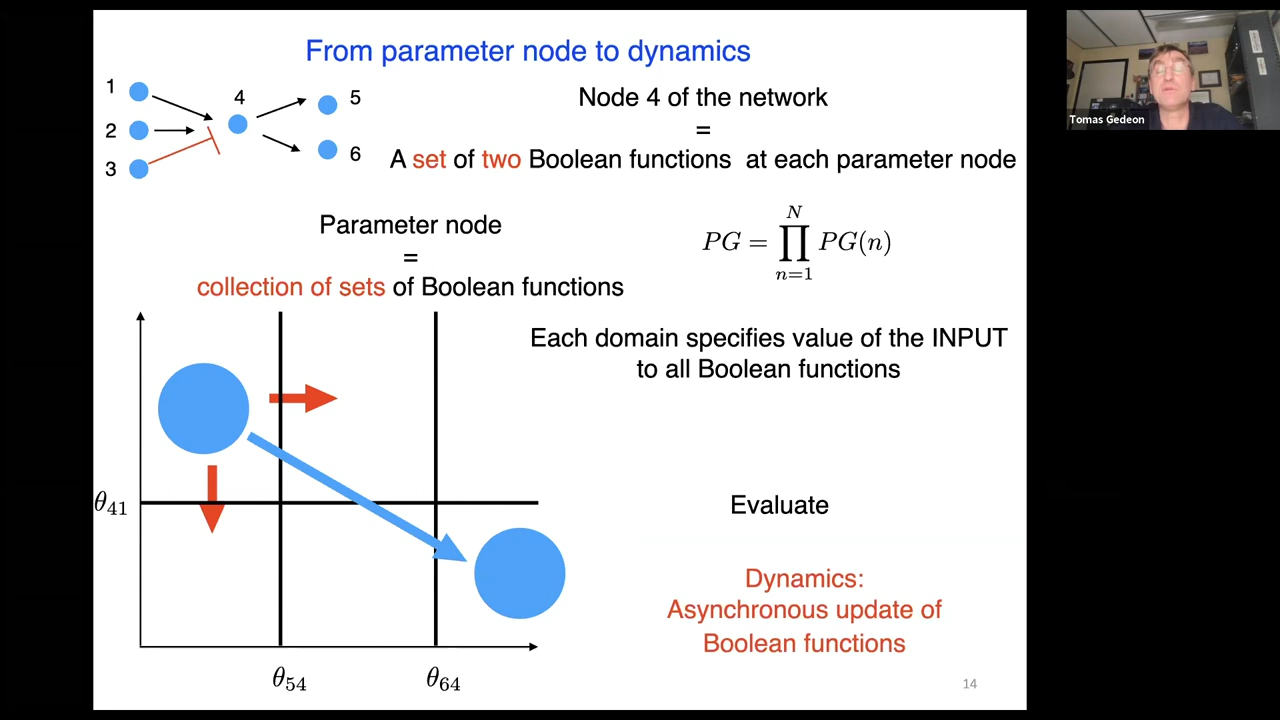 From parameter node to dynamics
1
2
3
4
5
6
Node 4 of the network
=
A set of two Boolean functions at each parameter node
Parameter node
=
collection of sets of Boolean functions
PG = ∏_{n=1}^{N} PG(n)
Each domain specifies value of the INPUT
to all Boolean functions
θ₄₁
θ₅₄
θ₆₄
Evaluate
Dynamics:
Asynchronous update of
Boolean functions
14
Tomas Gedeon